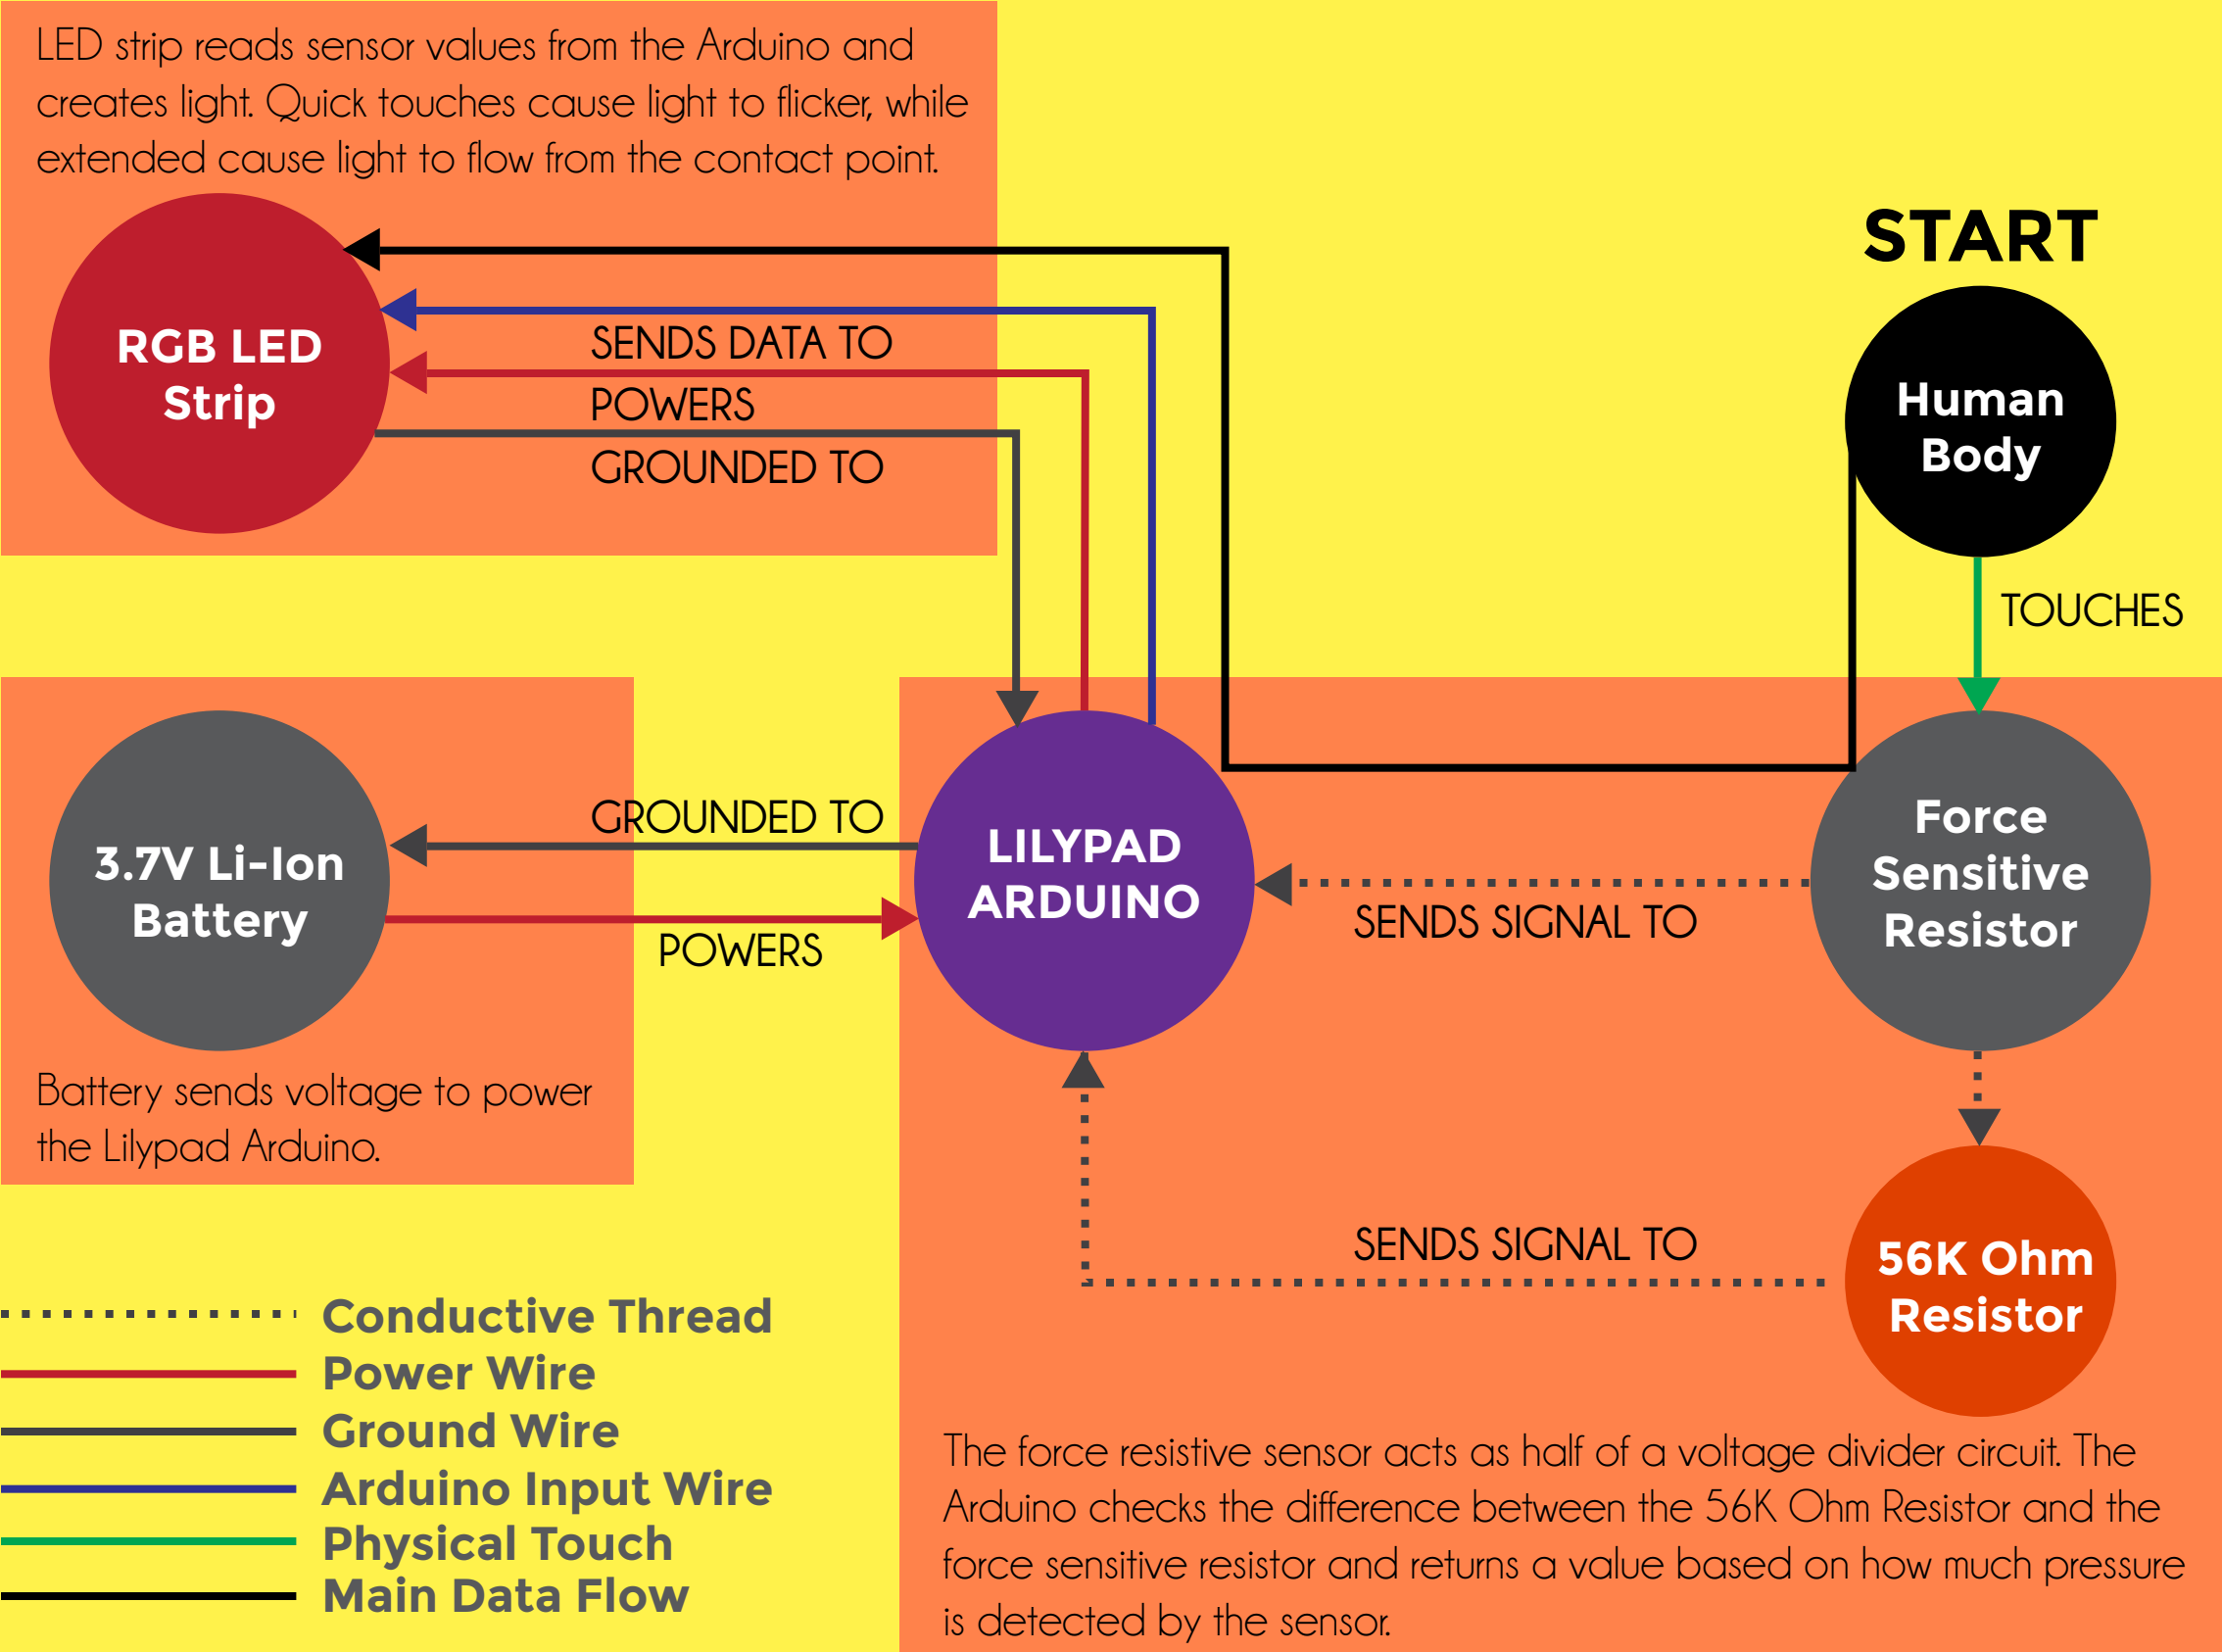 LED strip reads sensor values from the Arduino and
creates light. Quick touches cause light to flicker, while
extended cause light to flow from the contact point.
START
RGB LED
Strip
SENDS DATA TO
POWERS
GROUNDED TO
Human
Body
TOUCHES
3.7V Li-Ion
Battery
GROUNDED TO
POWERS
LILYPAD
ARDUINO
Force
Sensitive
Resistor
SENDS SIGNAL TO
Battery sends voltage to power
the Lilypad Arduino.
SENDS SIGNAL TO
56K Ohm
Resistor
Conductive Thread
Power Wire
Ground Wire
Arduino Input Wire
Physical Touch
Main Data Flow
The force resistive sensor acts as half of a voltage divider circuit. The
Arduino checks the difference between the 56K Ohm Resistor and the
force sensitive resistor and returns a value based on how much pressure
is detected by the sensor.